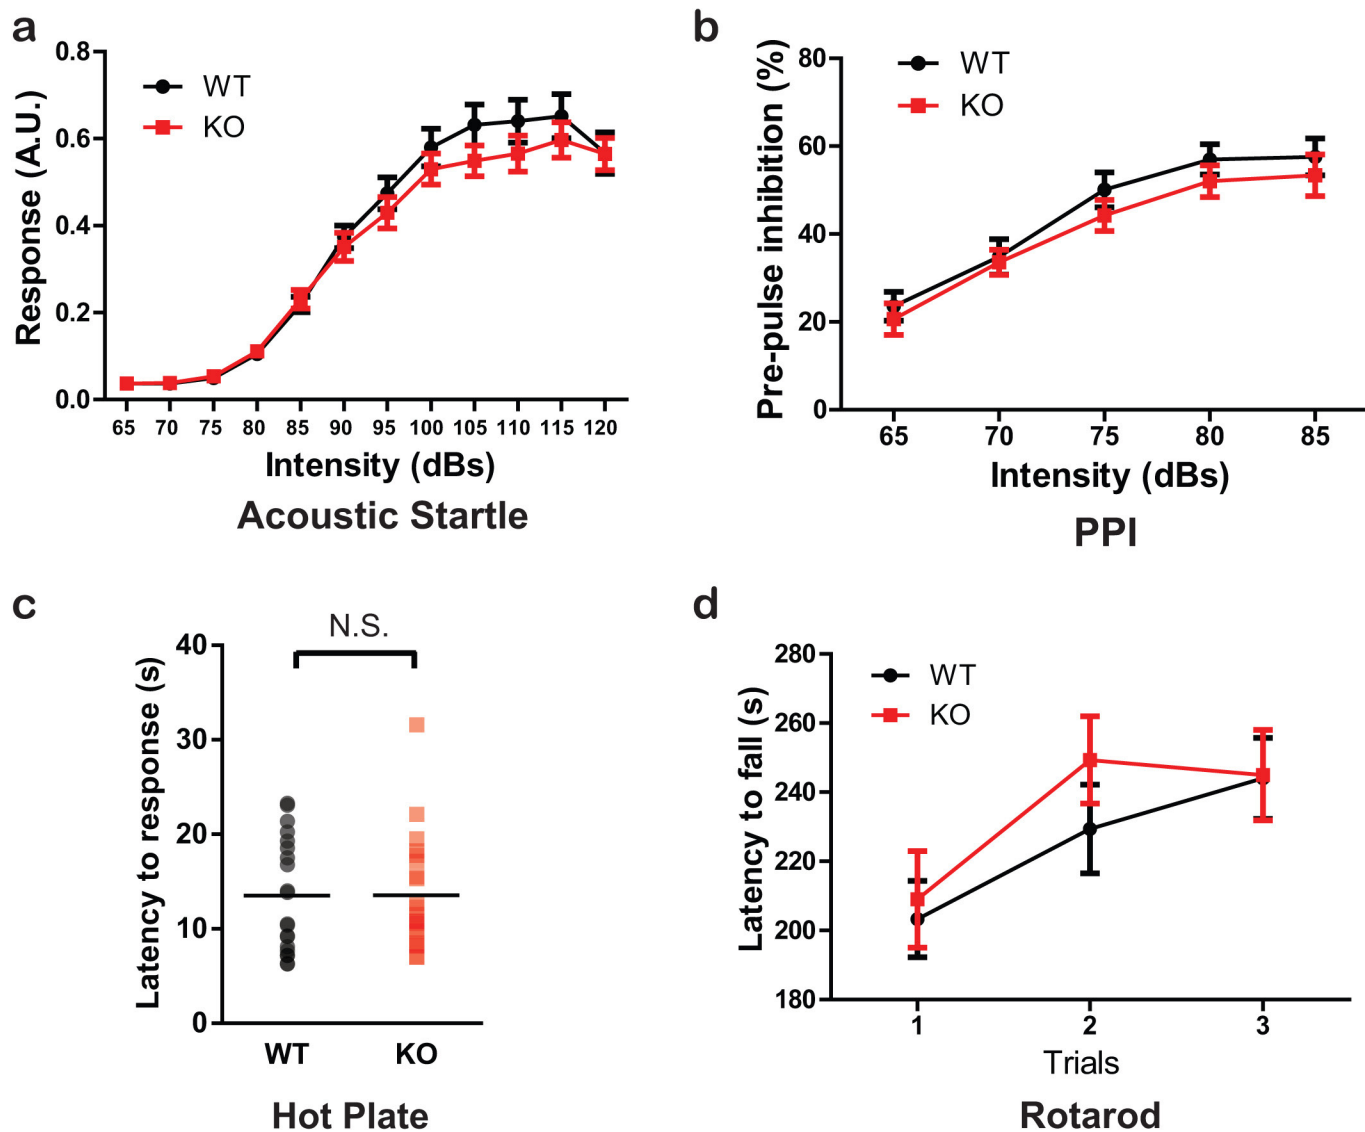 a
0.8
0.6
0.4
0.2
0.0
Response (A.U.)
WT
KO
65 70 75 80 85 90 95 100 105 110 115 120
Intensity (dBs)
Acoustic Startle
b
80
60
40
20
0
Pre-pulse inhibition (%)
WT
KO
65 70 75 80 85
Intensity (dBs)
PPI
c
N.S.
40
30
20
10
0
Latency to response (s)
WT KO
Hot Plate
d
280
260
240
220
200
180
Latency to fall (s)
WT
KO
1 2 3
Trials
Rotarod